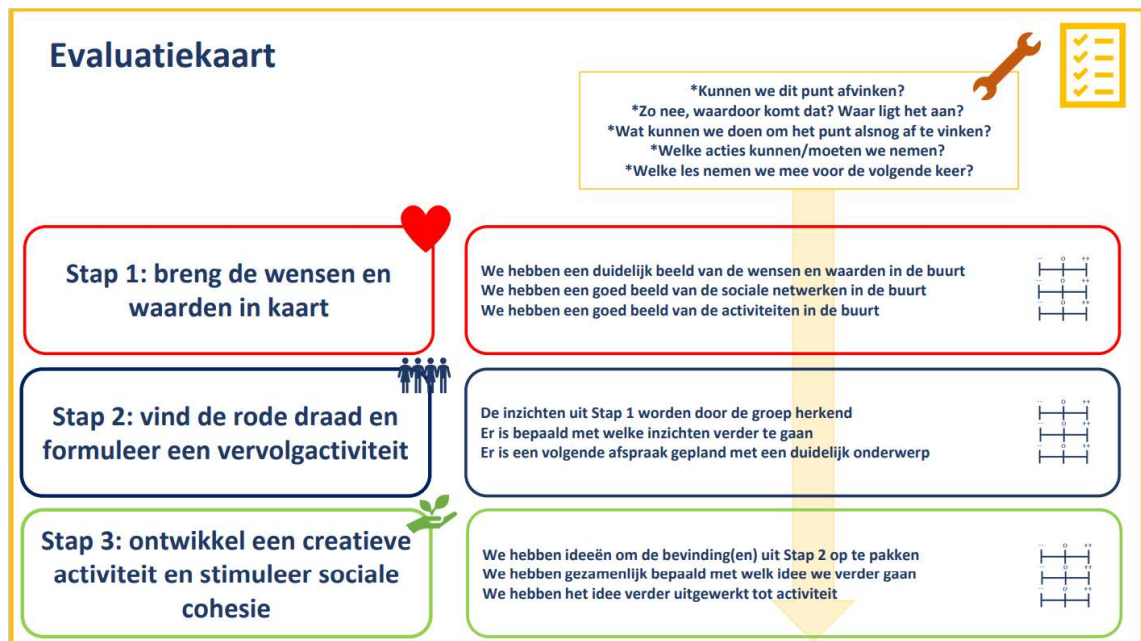 Evaluatiekaart
*Kunnen we dit punt afvinken?
*Zo nee, waardoor komt dat? Waar ligt het aan?
*Wat kunnen we doen om het punt alsnog af te vinken?
*Welke acties kunnen/moeten we nemen?
*Welke les nemen we mee voor de volgende keer?
Stap 1: breng de wensen en
waarden in kaart
We hebben een duidelijk beeld van de wensen en waarden in de buurt
We hebben een goed beeld van de sociale netwerken in de buurt
We hebben een goed beeld van de activiteiten in de buurt
-- 0 ++
Stap 2: vind de rode draad en
formuleer een vervolgactiviteit
De inzichten uit Stap 1 worden door de groep herkend
Er is bepaald met welke inzichten verder te gaan
Er is een volgende afspraak gepland met een duidelijk onderwerp
-- 0 ++
Stap 3: ontwikkel een creatieve
activiteit en stimuleer sociale
cohesie
We hebben ideeën om de bevinding(en) uit Stap 2 op te pakken
We hebben gezamenlijk bepaald met welk idee we verder gaan
We hebben het idee verder uitgewerkt tot activiteit
-- 0 ++